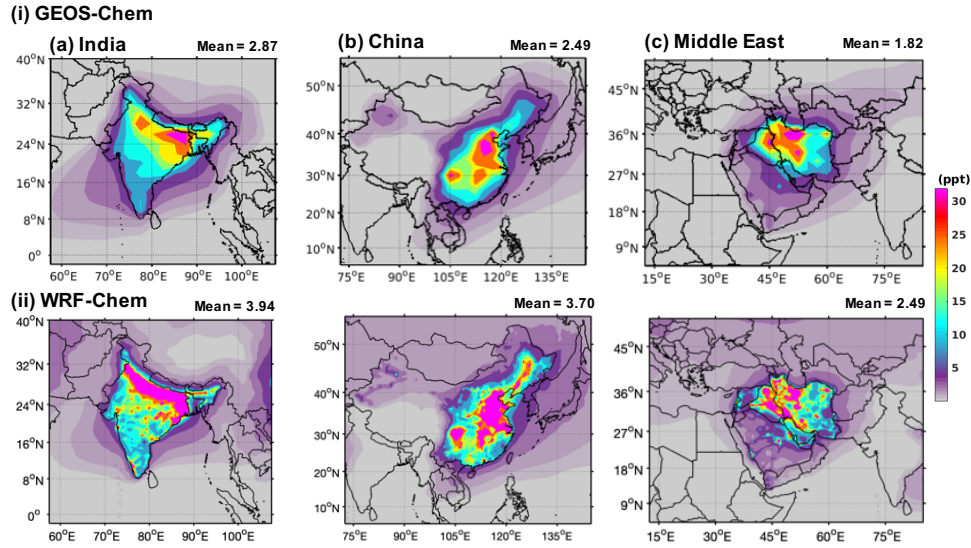 (i) GEOS-Chem
(a) India Mean = 2.87
(b) China Mean = 2.49
(c) Middle East Mean = 1.82
40°N
32°N
24°N
16°N
8°N
0°
60°E 70°E 80°E 90°E 100°E
50°N
40°N
30°N
20°N
10°N
75°E 90°E 105°E 120°E 135°E
45°N
36°N
27°N
18°N
9°N
15°E 30°E 45°E 60°E 75°E
(ppt)
30
25
20
15
10
5
(ii) WRF-Chem
Mean = 3.94
Mean = 3.70
Mean = 2.49
40°N
32°N
24°N
16°N
8°N
0°
60°E 70°E 80°E 90°E 100°E
50°N
40°N
30°N
20°N
10°N
75°E 90°E 105°E 120°E 135°E
45°N
36°N
27°N
18°N
9°N
15°E 30°E 45°E 60°E 75°E